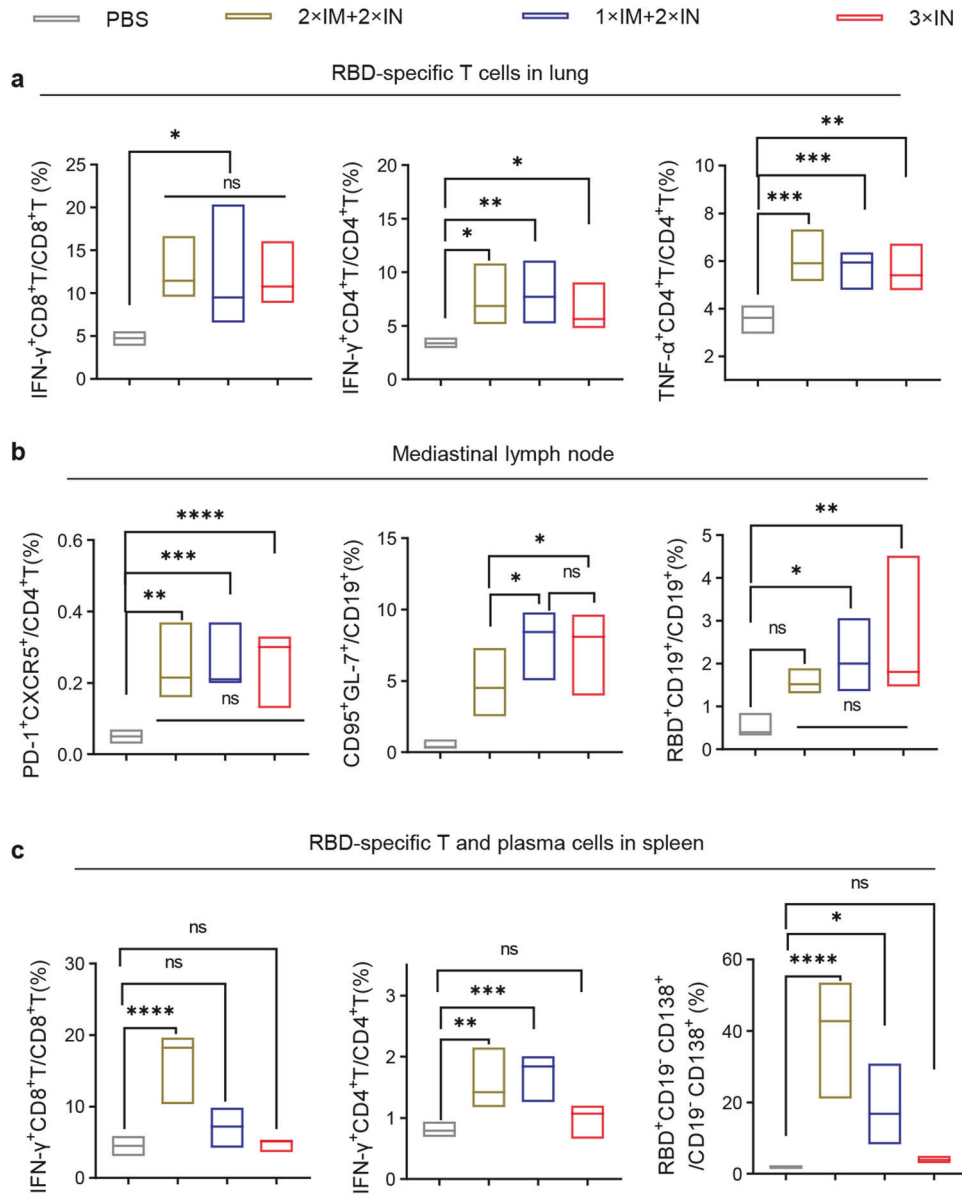 PBS 2×IM+2×IN 1×IM+2×IN 3×IN
a
RBD-specific T cells in lung
IFN-γ+CD8+T/CD8+T (%)
25
20
15
10
5
0
*
ns
IFN-γ+CD4+T/CD4+T(%)
20
15
10
5
0
*
**
*
TNF-α+CD4+T/CD4+T(%)
10
8
6
4
2
**
***
***
b
Mediastinal lymph node
PD-1+CXCR5+/CD4+T(%)
0.6
0.4
0.2
0.0
****
***
**
ns
CD95+GL-7+/CD19+(%)
15
10
5
0
*
*
ns
RBD+CD19+/CD19+(%)
5
4
3
2
1
0
**
*
ns
ns
c
RBD-specific T and plasma cells in spleen
IFN-γ+CD8+T/CD8+T(%)
30
20
10
0
ns
ns
****
IFN-γ+CD4+T/CD4+T(%)
3
2
1
0
ns
***
**
RBD+CD19- CD138+
/CD19- CD138+ (%)
60
40
20
0
ns
*
****